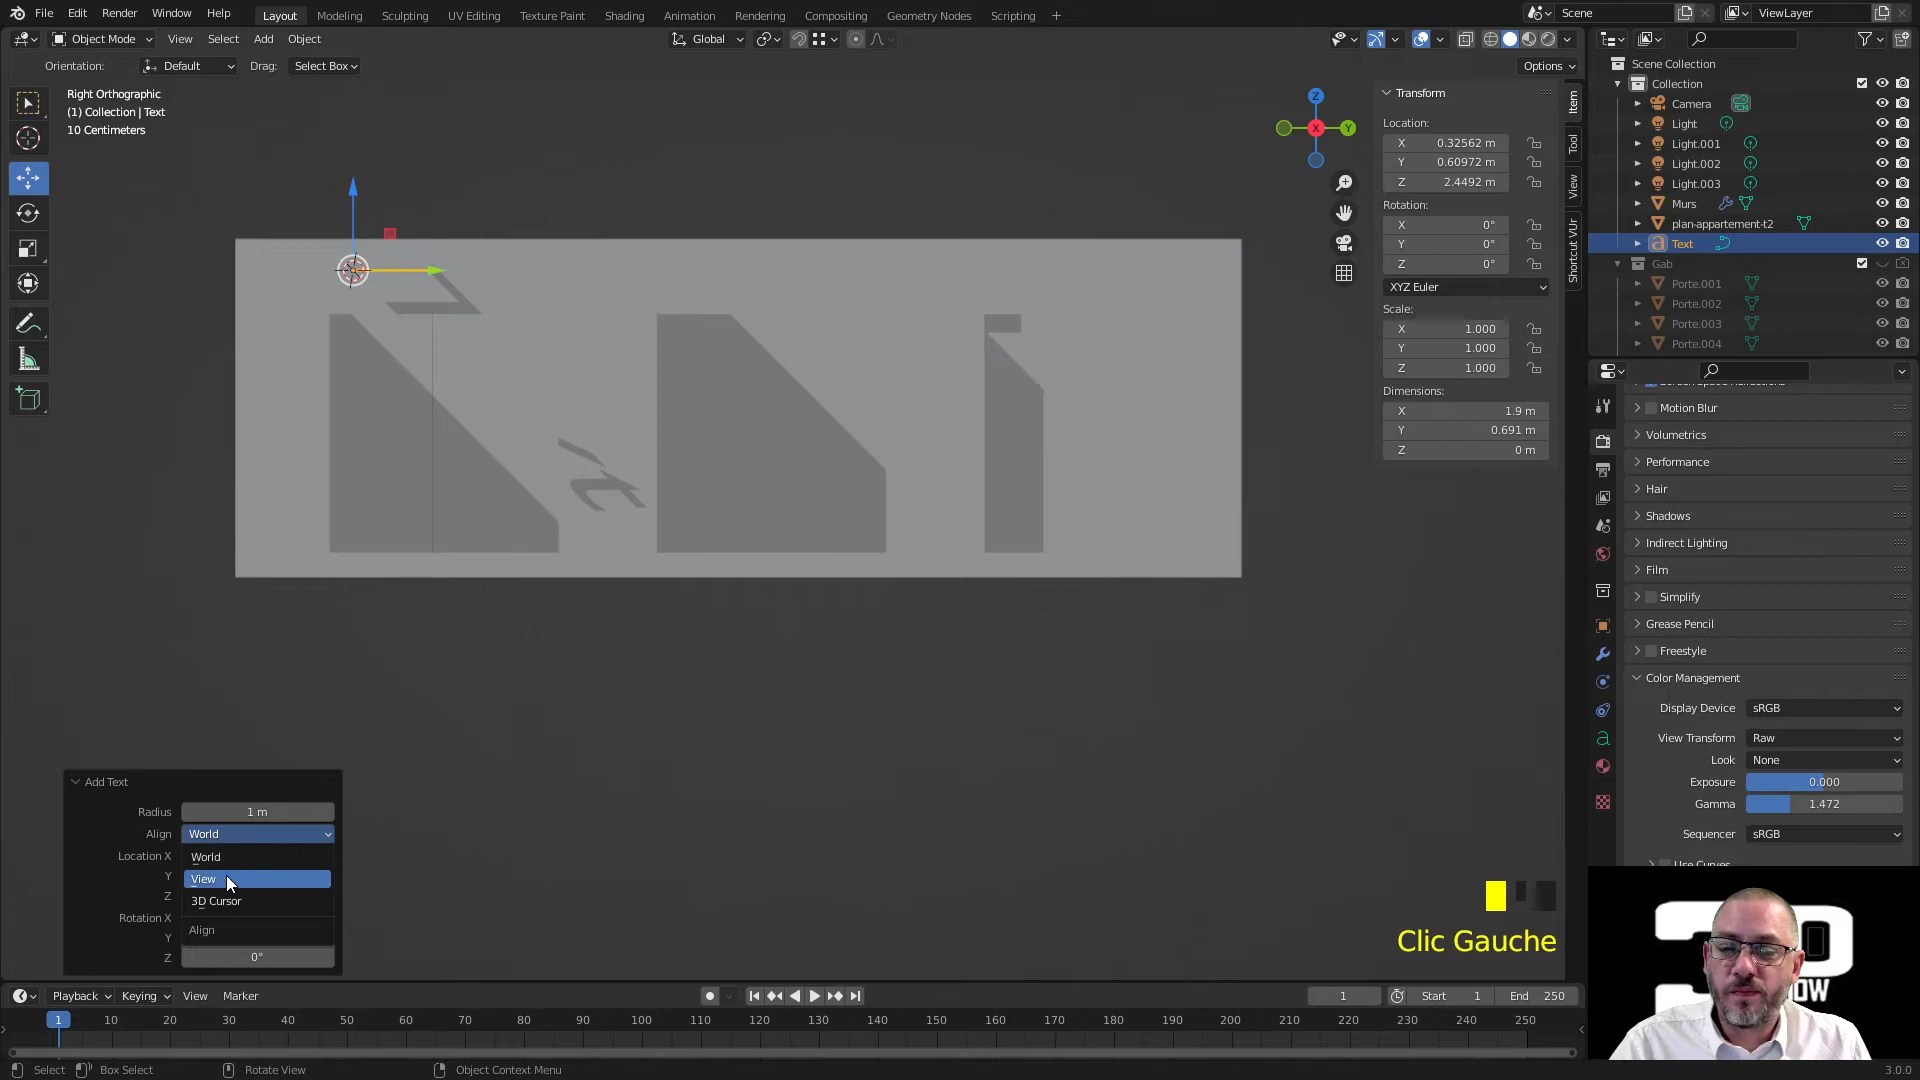 File Edit Render Window Help
Layout Modeling Sculpting UV Editing Texture Paint Shading Animation Rendering Compositing Geometry Nodes Scripting +
Scene
ViewLayer
Object Mode View Select Add Object
Global
Orientation: Default Drag: Select Box
Options
Right Orthographic
(1) Collection | Text
10 Centimeters
Z
X
Y
Transform
Location:
X 0.32562 m
Y 0.60972 m
Z 2.4492 m
Rotation:
X 0°
Y 0°
Z 0°
XYZ Euler
Scale:
X 1.000
Y 1.000
Z 1.000
Dimensions:
X 1.9 m
Y 0.691 m
Z 0 m
Item
Tool
View
Shortcut VUr
Scene Collection
Collection
Camera
Light
Light.001
Light.002
Light.003
Murs
plan-appartement-t2
Text
Gab
Porte.001
Porte.002
Porte.003
Porte.004
Motion Blur
Volumetrics
Performance
Hair
Shadows
Indirect Lighting
Film
Simplify
Grease Pencil
Freestyle
Color Management
Display Device sRGB
View Transform Raw
Look None
Exposure 0.000
Gamma 1.472
Sequencer sRGB
Add Text
Radius 1 m
Align World
Location X World
Y View
Z 3D Cursor
Rotation X
Y Align
Z 0°
Clic Gauche
Playback Keying View Marker
1 Start 1 End 250
1 10 20 30 40 50 60 70 80 90 100 110 120 130 140 150 160 170 180 190 200 210 220 230 240 250
Select Box Select Rotate View Object Context Menu
3.0.0